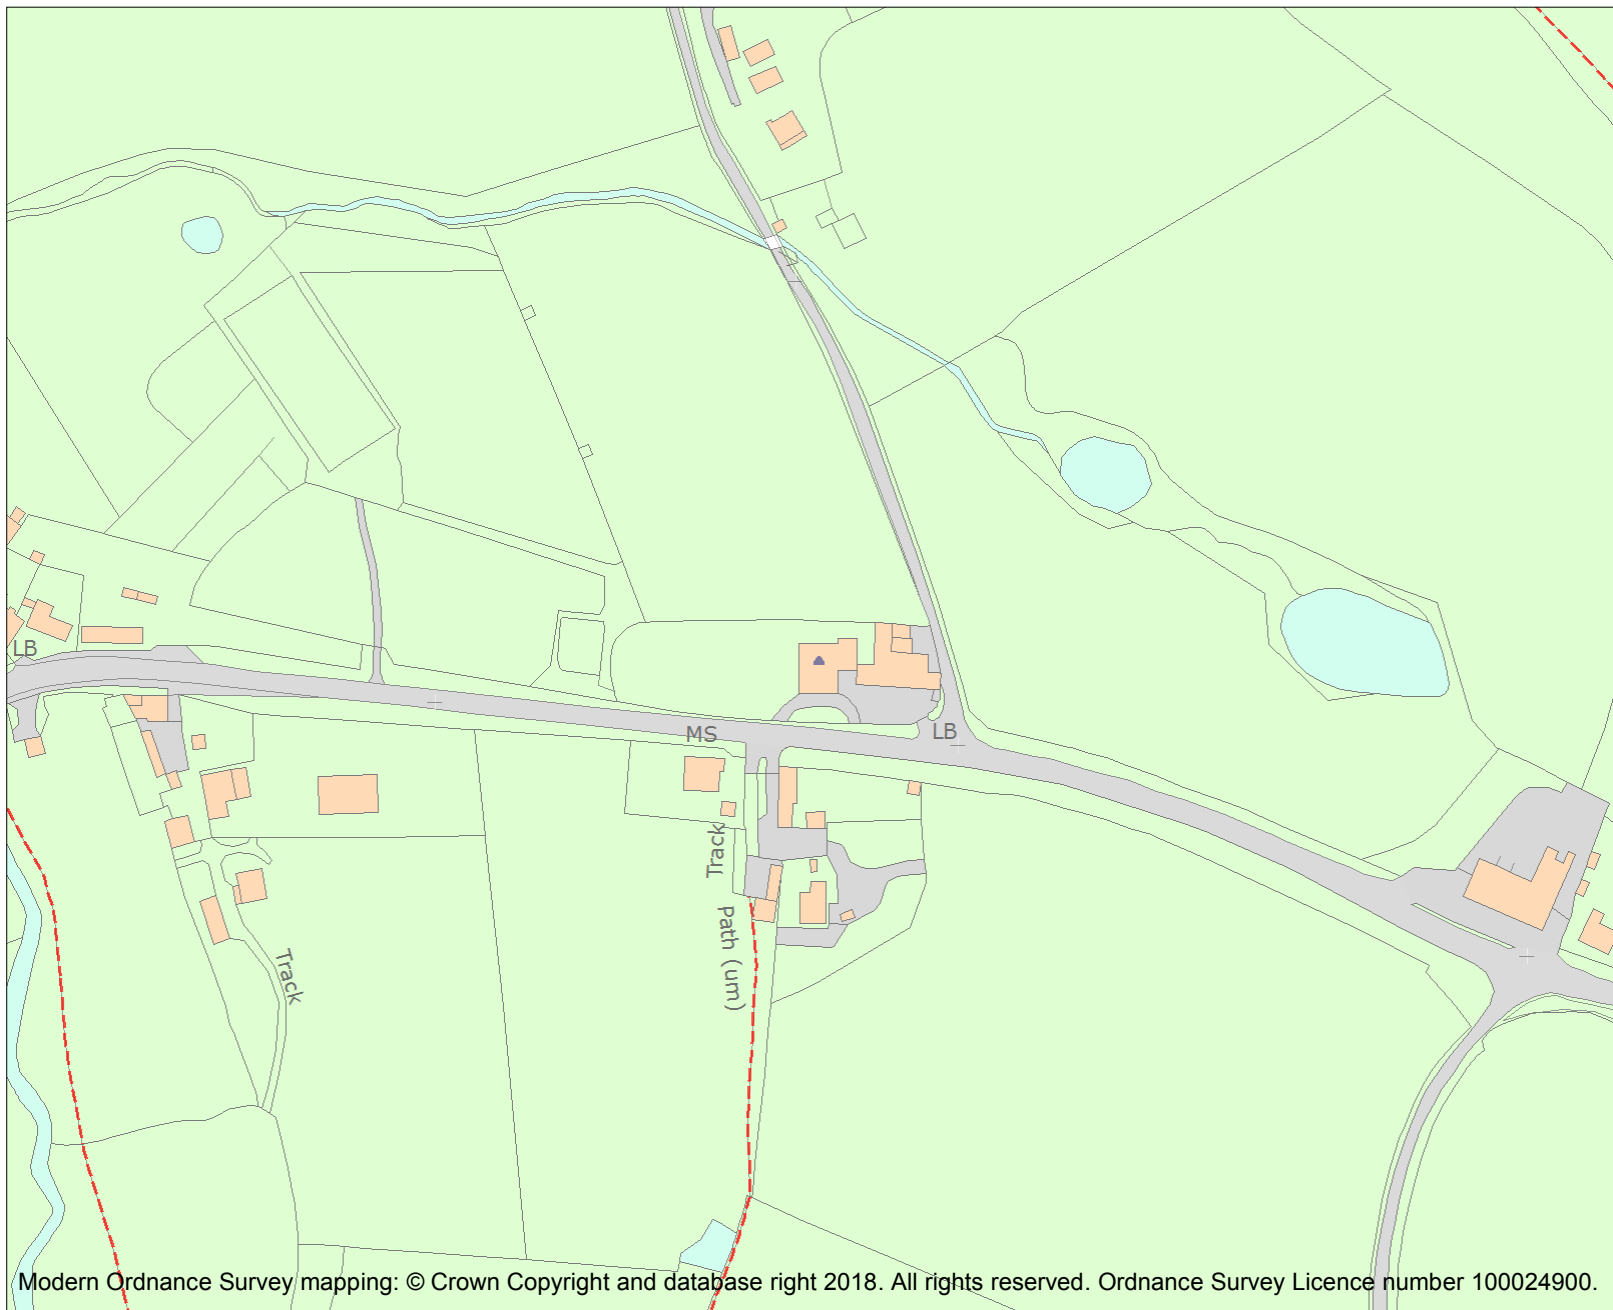 LB
MS
LB
Track
Path (um)
Track
Modern Ordnance Survey mapping: © Crown Copyright and database right 2018. All rights reserved. Ordnance Survey Licence number 100024900.